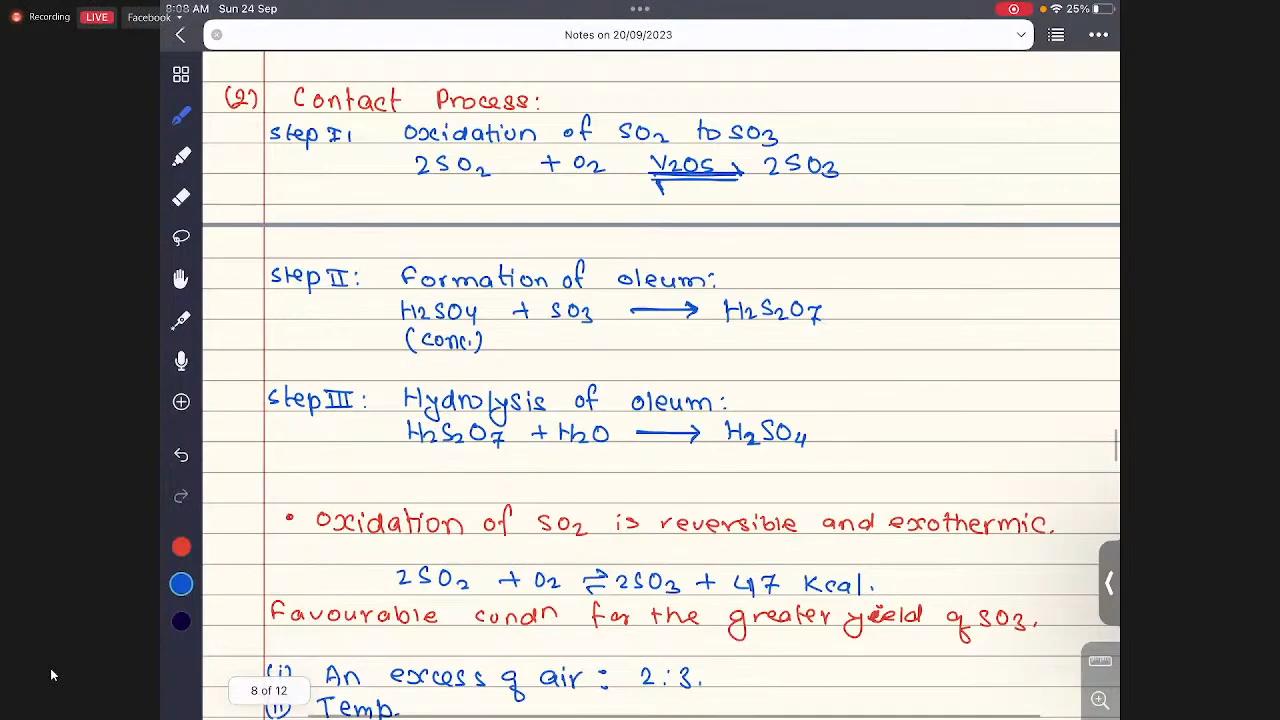 Recording LIVE Facebook
8:08 AM Sun 24 Sep
25%
Notes on 20/09/2023
(2) Contact Process:
Step I, Oxidation of SO2 to SO3
2SO2 + O2 V2O5 ⇌ 2SO3
Step II: Formation of oleum:
H2SO4 + SO3 → H2S2O7
(conc.)
Step III: Hydrolysis of oleum:
H2S2O7 + H2O → H2SO4
• Oxidation of SO2 is reversible and exothermic.
2SO2 + O2 ⇌ 2SO3 + 47 Kcal.
Favourable condn for the greater yield of SO3.
(i) An excess of air: 2:3.
8 of 12
(ii) Temp.